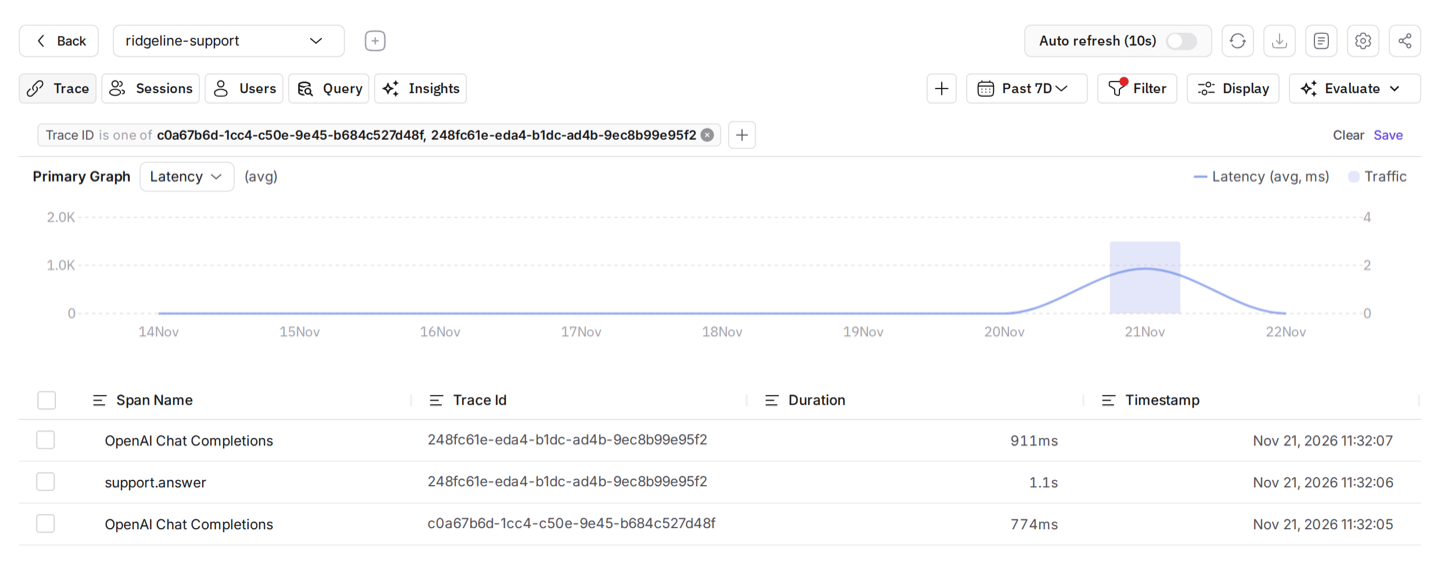 Back ridgeline-support Auto refresh (10s)
Trace Sessions Users Query Insights Past 7D Filter Display Evaluate
Trace ID is one of c0a67b6d-1cc4-c50e-9e45-b684c527d48f, 248fc61e-eda4-b1dc-ad4b-9ec8b99e95f2 Clear Save
Primary Graph Latency (avg) Latency (avg, ms) Traffic
2.0K 4
1.0K 2
0 0
14Nov 15Nov 16Nov 17Nov 18Nov 19Nov 20Nov 21Nov 22Nov
Span Name Trace Id Duration Timestamp
OpenAI Chat Completions 248fc61e-eda4-b1dc-ad4b-9ec8b99e95f2 911ms Nov 21, 2026 11:32:07
support.answer 248fc61e-eda4-b1dc-ad4b-9ec8b99e95f2 1.1s Nov 21, 2026 11:32:06
OpenAI Chat Completions c0a67b6d-1cc4-c50e-9e45-b684c527d48f 774ms Nov 21, 2026 11:32:05